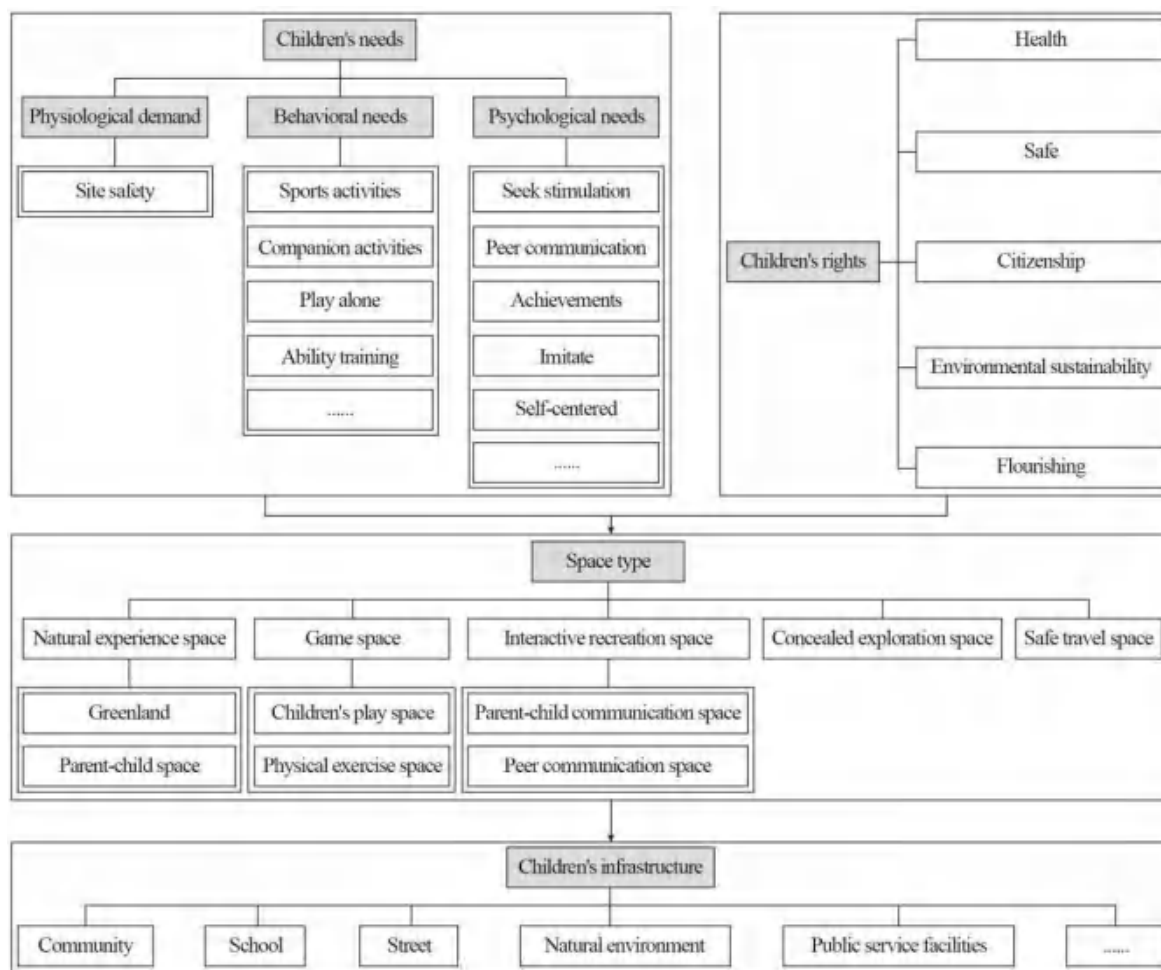 Children's needs
Physiological demand
Behavioral needs
Psychological needs
Site safety
Sports activities
Companion activities
Play alone
Ability training
......
Seek stimulation
Peer communication
Achievements
Imitate
Self-centered
......
Children's rights
Health
Safe
Citizenship
Environmental sustainability
Flourishing
Space type
Natural experience space
Game space
Interactive recreation space
Concealed exploration space
Safe travel space
Greenland
Parent-child space
Children's play space
Physical exercise space
Parent-child communication space
Peer communication space
Children's infrastructure
Community
School
Street
Natural environment
Public service facilities
......